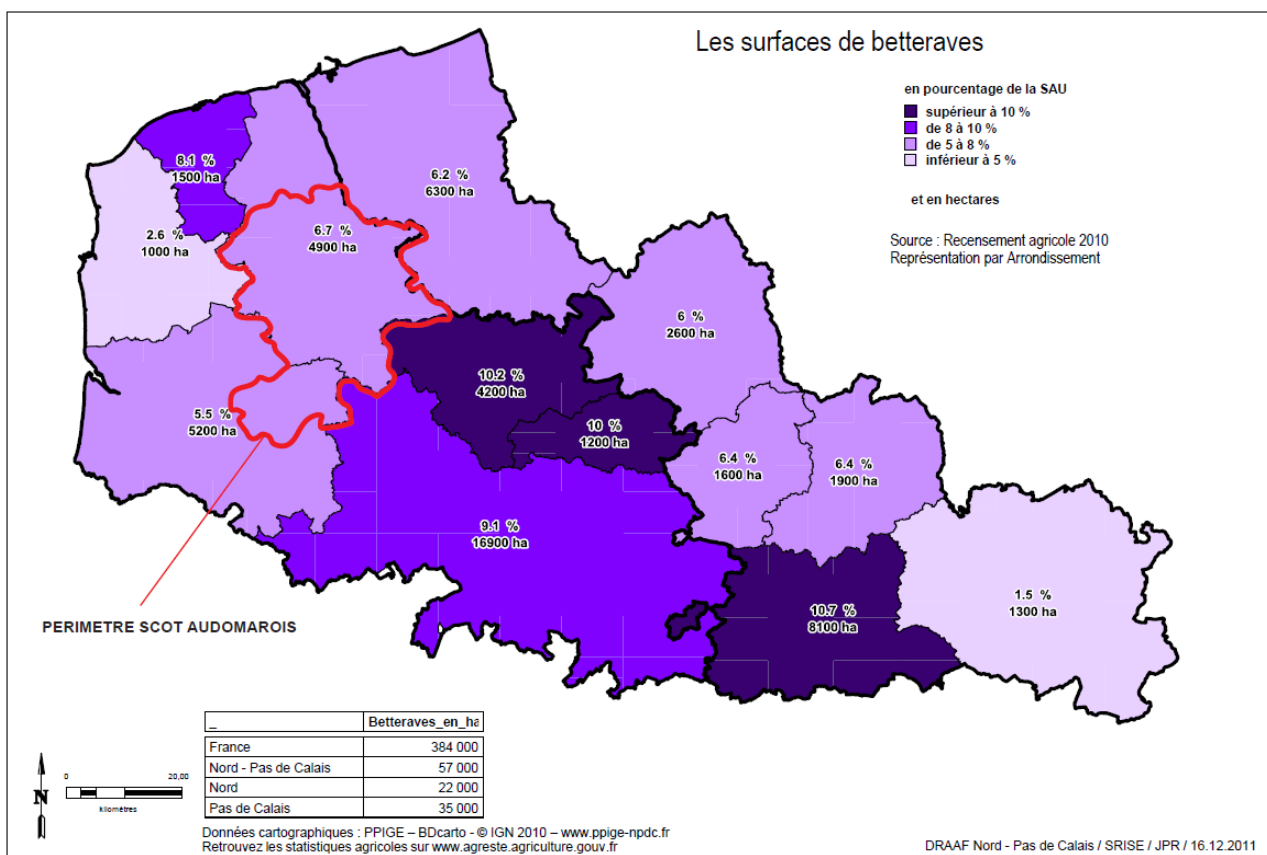 Les surfaces de betteraves
en pourcentage de la SAU
supérieur à 10 %
de 8 à 10 %
de 5 à 8 %
inférieur à 5 %
et en hectares
Source : Recensement agricole 2010
Représentation par Arrondissement
8.1 %
1500 ha
6.2 %
6300 ha
2.6 %
1000 ha
6.7 %
4900 ha
6 %
2600 ha
10.2 %
4200 ha
5.5 %
5200 ha
10 %
1200 ha
6.4 %
1600 ha
6.4 %
1900 ha
9.1 %
16900 ha
1.5 %
1300 ha
10.7 %
8100 ha
PERIMETRE SCOT AUDOMAROIS
_ Betteraves_en_ha
France 384 000
Nord - Pas de Calais 57 000
Nord 22 000
Pas de Calais 35 000
0 20,00
kilomètres
N
Données cartographiques : PPIGE – BDcarto - © IGN 2010 – www.ppige-npdc.fr
Retrouvez les statistiques agricoles sur www.agreste.agriculture.gouv.fr
DRAAF Nord - Pas de Calais / SRISE / JPR / 16.12.2011